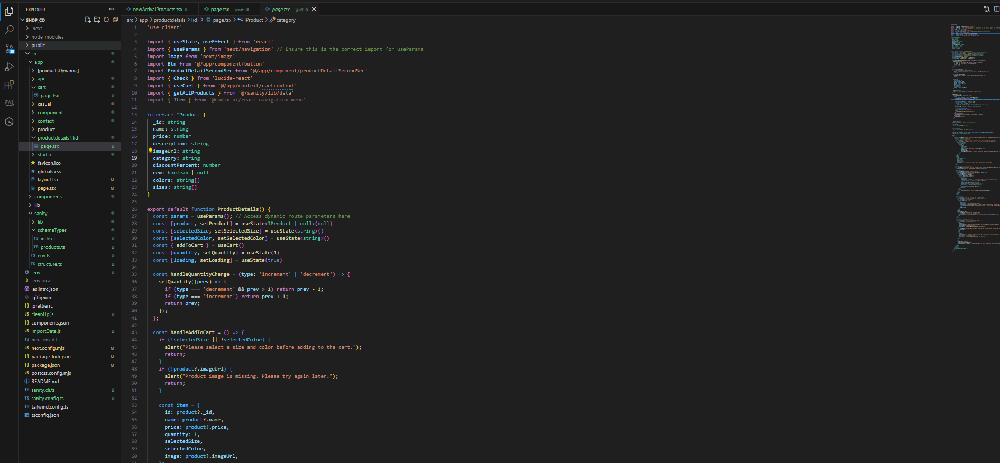 EXPLORER
SHOP_CO
.next
node_modules
public
src
app
[productsDynamic]
api
cart
page.tsx U
casual
component
context
product
productdetails \ [id]
page.tsx U
studio
favicon.ico
globals.css
layout.tsx M
page.tsx M
components
lib
sanity
lib
schemaTypes
index.ts U
products.ts U
env.ts U
structure.ts U
.env U
.env.local
.eslintrc.json
.gitignore
.prettierrc
cleanUp.js U
components.json
importData.js U
next-env.d.ts
next.config.mjs M
package-lock.json M
package.json M
postcss.config.mjs
README.md
sanity.cli.ts U
sanity.config.ts U
tailwind.config.ts
tsconfig.json
35
aws
newArrivalProducts.tsx U
page.tsx ...\cart U
page.tsx ...\[id] U
src > app > productdetails > [id] > page.tsx > IProduct > category
1 'use client'
2
3 import { useState, useEffect } from 'react'
4 import { useParams } from 'next/navigation' // Ensure this is the correct import for useParams
5 import Image from 'next/image'
6 import Btn from '@/app/component/button'
7 import ProductDetailSecondSec from '@/app/component/productDetailSecondSec'
8 import { Check } from 'lucide-react'
9 import { useCart } from '@/app/context/cartcontext'
10 import { getAllProducts } from '@/sanity/lib/data'
11 import { Item } from '@radix-ui/react-navigation-menu'
12
13 interface IProduct {
14 _id: string
15 name: string
16 price: number
17 description: string
18 imageUrl: string
19 category: string
20 discountPercent: number
21 new: boolean | null
22 colors: string[]
23 sizes: string[]
24 }
25
26 export default function ProductDetails() {
27 const params = useParams(); // Access dynamic route parameters here
28 const [product, setProduct] = useState<IProduct | null>(null)
29 const [selectedSize, setSelectedSize] = useState<string>()
30 const [selectedColor, setSelectedColor] = useState<string>()
31 const { addToCart } = useCart()
32 const [quantity, setQuantity] = useState(1)
33 const [loading, setLoading] = useState(true)
34
35 const handleQuantityChange = (type: 'increment' | 'decrement') => {
36 setQuantity((prev) => {
37 if (type === 'decrement' && prev > 1) return prev - 1;
38 if (type === 'increment') return prev + 1;
39 return prev;
40 });
41 };
42
43 const handleAddToCart = () => {
44 if (!selectedSize || !selectedColor) {
45 alert("Please select a size and color before adding to the cart.");
46 return;
47 }
48 if (!product?.imageUrl) {
49 alert("Product image is missing. Please try again later.");
50 return;
51 }
52
53 const item = {
54 id: product?._id,
55 name: product?.name,
56 price: product?.price,
57 quantity: 1,
58 selectedSize,
59 selectedColor,
60 image: product?.imageUrl,